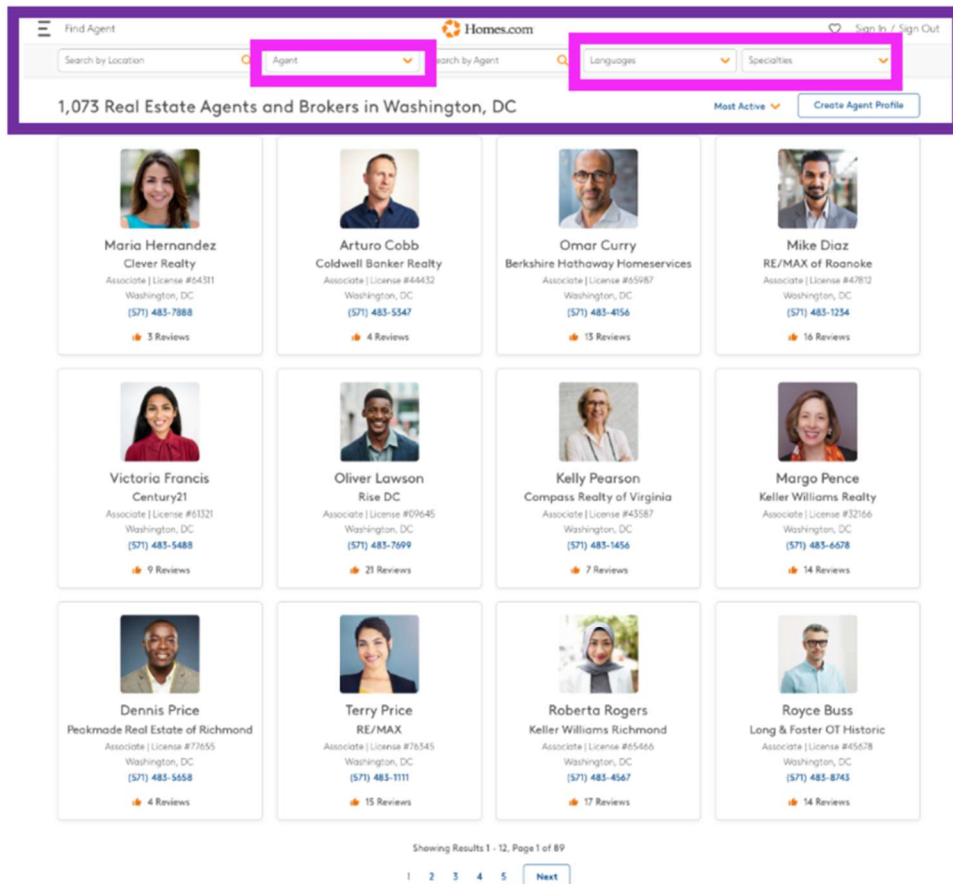 Find Agent Homes.com Sign In / Sign Out
Search by Location Agent earch by Agent Languages Specialties
1,073 Real Estate Agents and Brokers in Washington, DC Most Active Create Agent Profile
Maria Hernandez Arturo Cobb Omar Curry Mike Diaz
Clever Realty Coldwell Banker Realty Berkshire Hathaway Homeservices RE/MAX of Roanoke
Associate | License #64311 Associate | License #44432 Associate | License #65987 Associate | License #47812
Washington, DC Washington, DC Washington, DC Washington, DC
(571) 483-7888 (571) 483-5347 (571) 483-4156 (571) 483-1234
3 Reviews 4 Reviews 13 Reviews 16 Reviews
Victoria Francis Oliver Lawson Kelly Pearson Margo Pence
Century21 Rise DC Compass Realty of Virginia Keller Williams Realty
Associate | License #61321 Associate | License #09645 Associate | License #43587 Associate | License #32166
Washington, DC Washington, DC Washington, DC Washington, DC
(571) 483-5488 (571) 483-7699 (571) 483-1456 (571) 483-6678
9 Reviews 21 Reviews 7 Reviews 14 Reviews
Dennis Price Terry Price Roberta Rogers Royce Buss
Peakmade Real Estate of Richmond RE/MAX Keller Williams Richmond Long & Foster OT Historic
Associate | License #77655 Associate | License #76345 Associate | License #65466 Associate | License #45678
Washington, DC Washington, DC Washington, DC Washington, DC
(571) 483-5658 (571) 483-1111 (571) 483-4567 (571) 483-8743
4 Reviews 15 Reviews 17 Reviews 14 Reviews
Showing Results 1 - 12, Page 1 of 89
1 2 3 4 5 Next